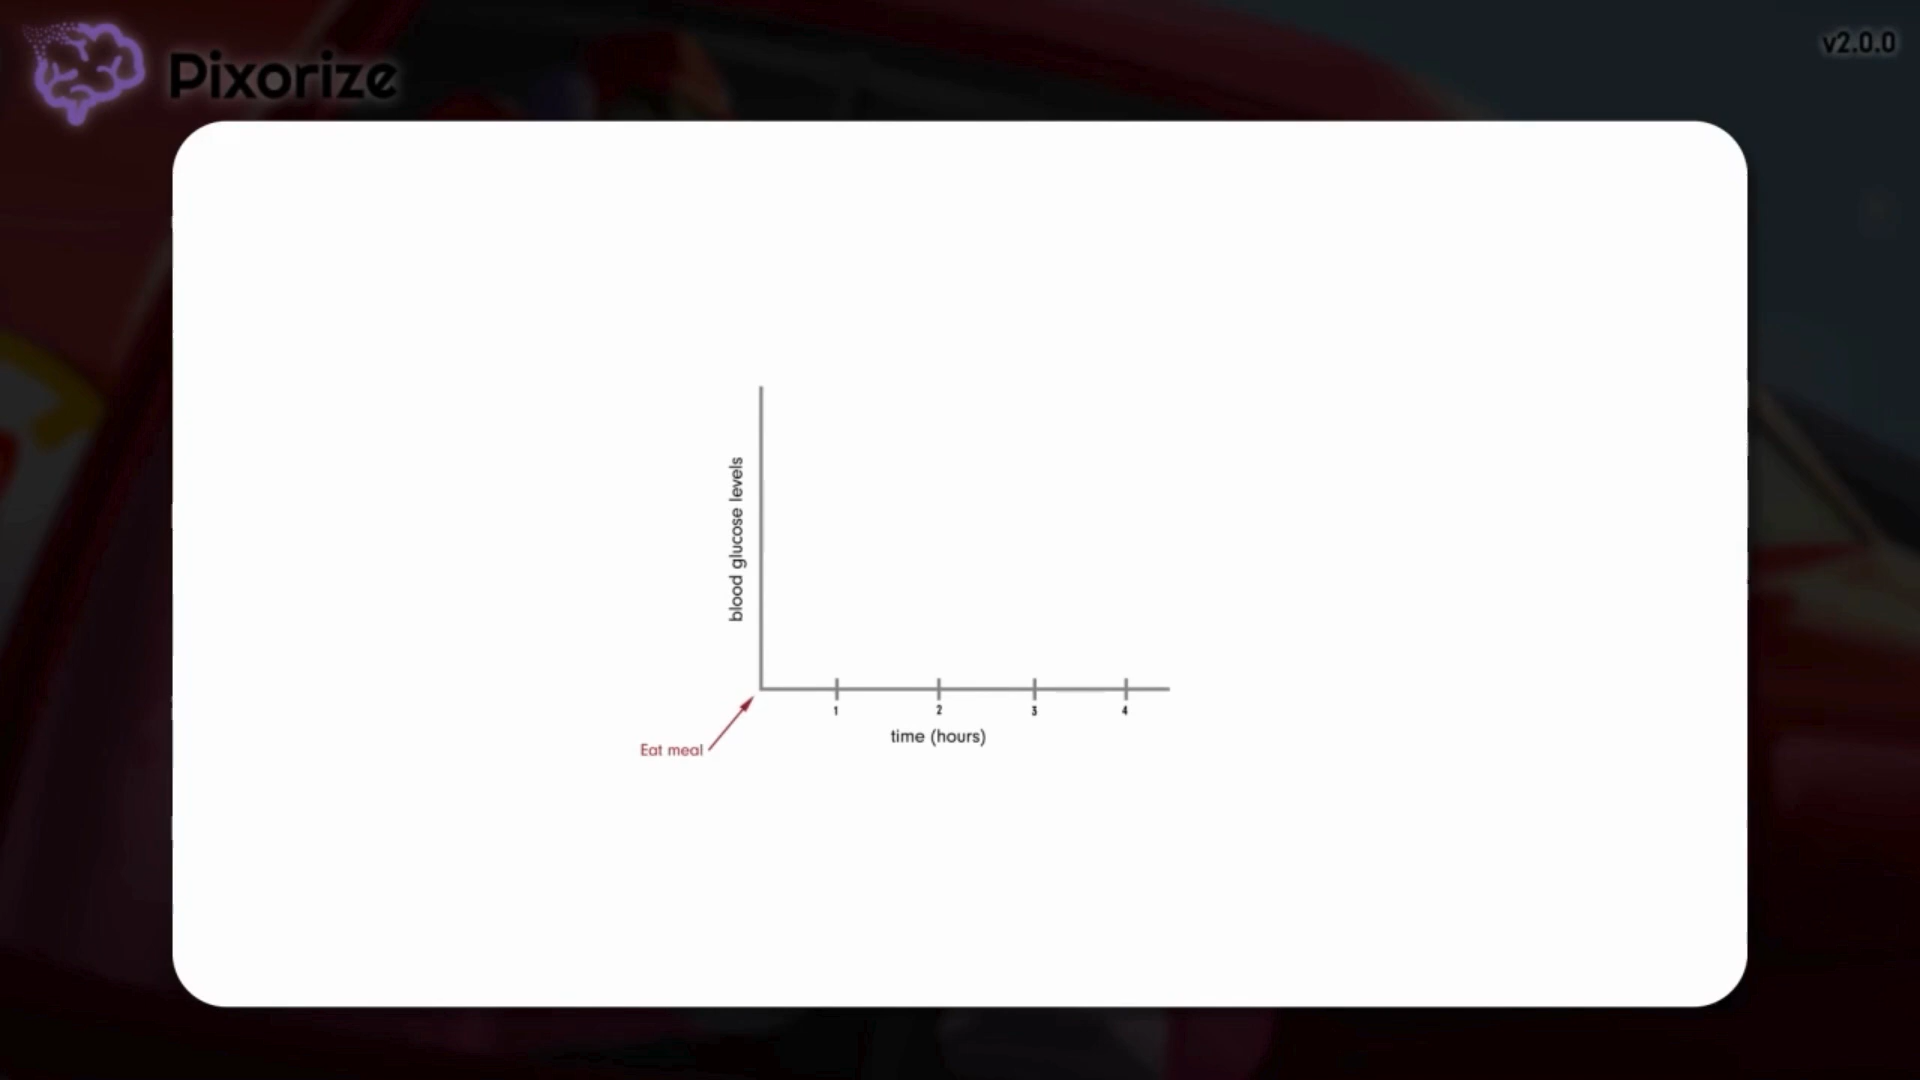 Pixorize
v2.0.0
blood glucose levels
1 2 3 4
time (hours)
Eat meal